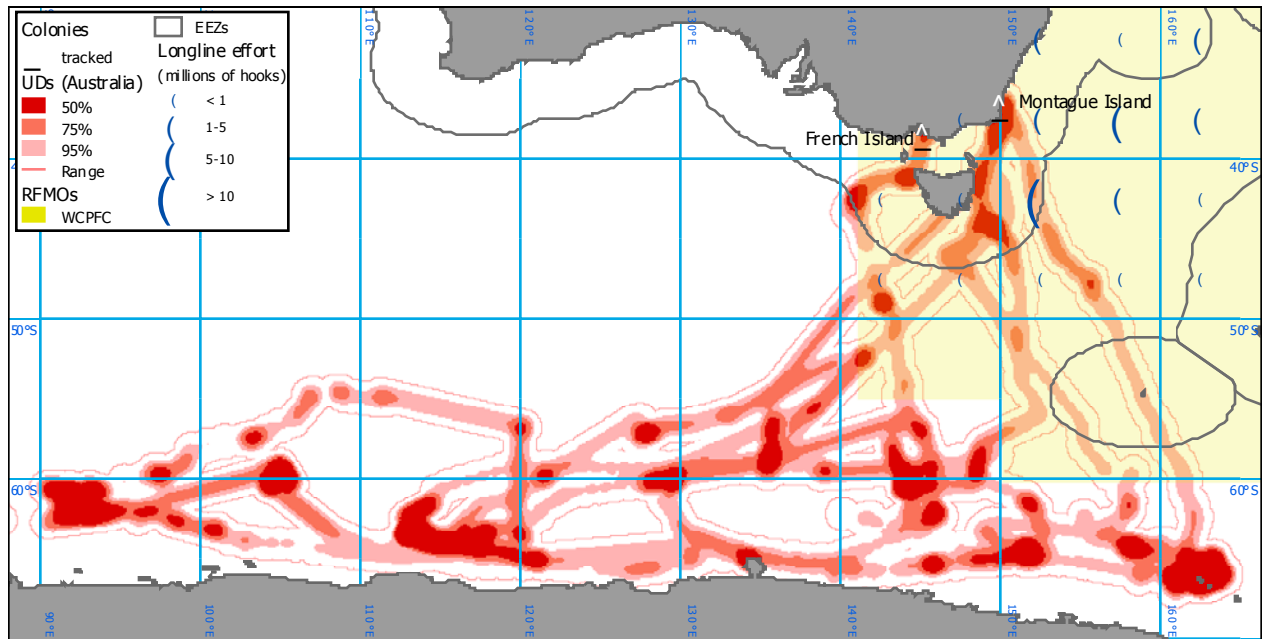 Colonies
tracked
UDs (Australia)
50%
75%
95%
Range
RFMOs
WCPFC
EEZs
Longline effort
(millions of hooks)
< 1
1-5
5-10
> 10
110°E
120°E
130°E
140°E
150°E
160°E
Montague Island
French Island
4
40°S
50°S
50°S
60°S
60°S
90°E
100°E
110°E
120°E
130°E
140°E
150°E
160°E